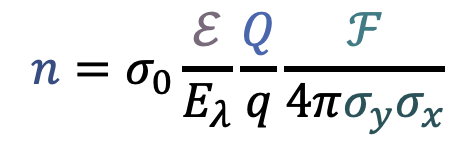 n = σ₀ ℰ/E_λ Q/q ℱ/4πσ_yσ_x